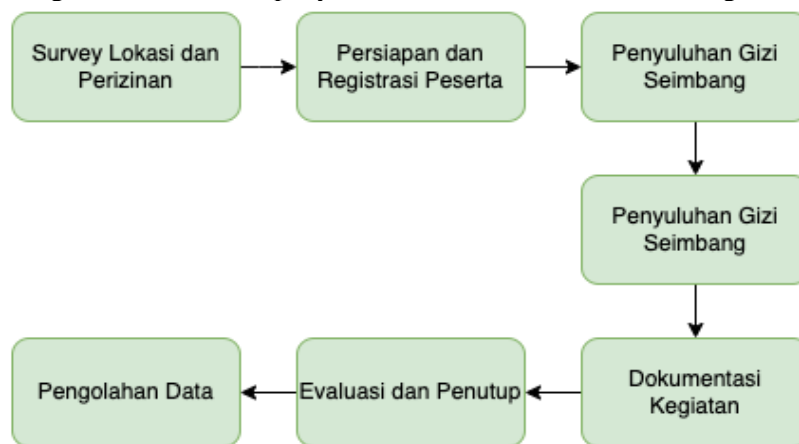 Survey Lokasi dan
Perizinan
Persiapan dan
Registrasi Peserta
Penyuluhan Gizi
Seimbang
Penyuluhan Gizi
Seimbang
Dokumentasi
Kegiatan
Evaluasi dan Penutup
Pengolahan Data